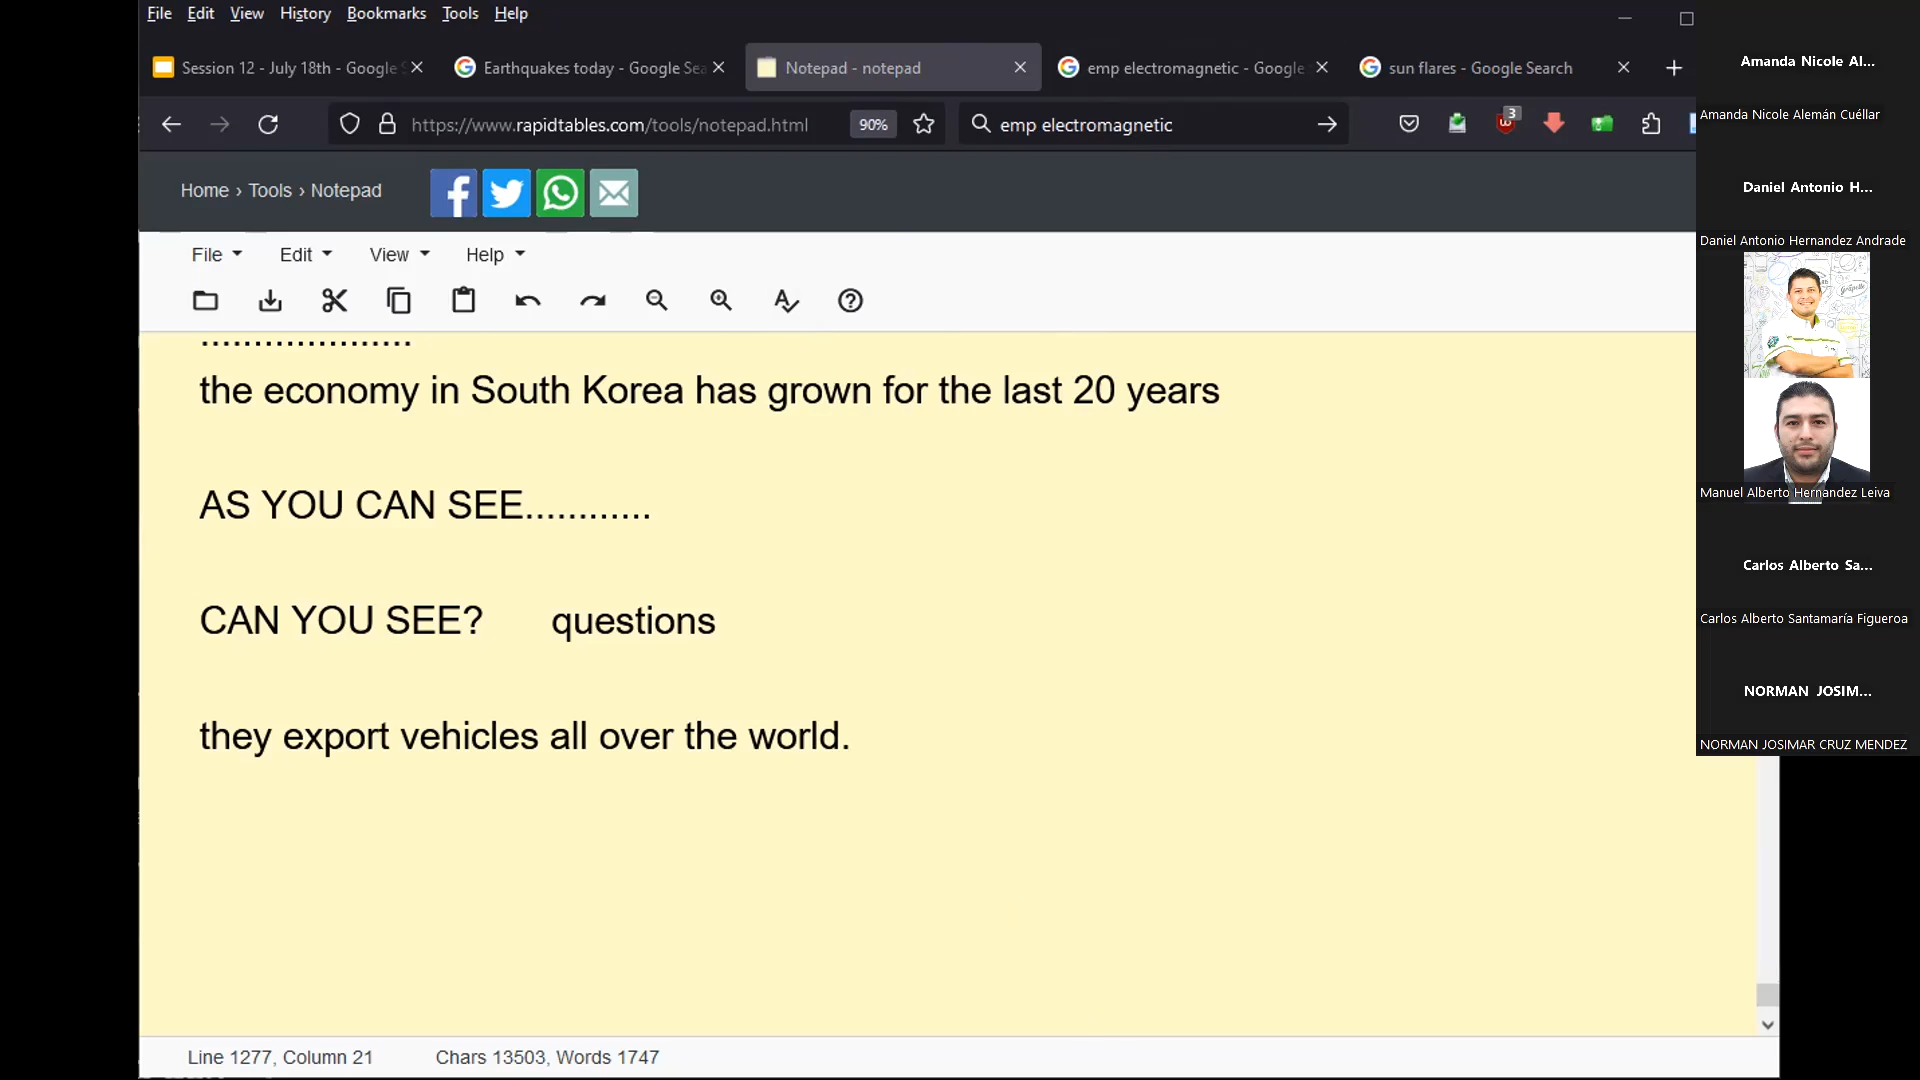 File Edit View History Bookmarks Tools Help
Session 12 - July 18th - Google
Earthquakes today - Google Sea
Notepad - notepad
emp electromagnetic - Google
sun flares - Google Search
https://www.rapidtables.com/tools/notepad.html
90%
emp electromagnetic
3
Home › Tools › Notepad
File Edit View Help
....................
the economy in South Korea has grown for the last 20 years
AS YOU CAN SEE............
CAN YOU SEE? questions
they export vehicles all over the world.
Line 1277, Column 21 Chars 13503, Words 1747
Amanda Nicole Al...
Amanda Nicole Alemán Cuéllar
Daniel Antonio H...
Daniel Antonio Hernandez Andrade
Manuel Alberto Hernandez Leiva
Carlos Alberto Sa...
Carlos Alberto Santamaría Figueroa
NORMAN JOSIM...
NORMAN JOSIMAR CRUZ MENDEZ